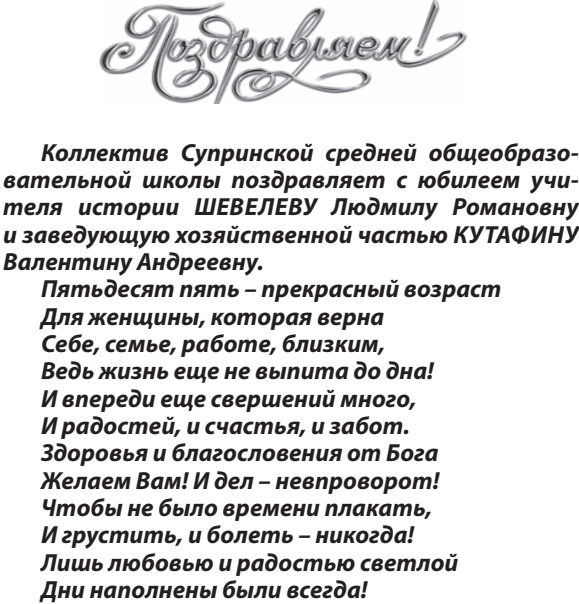 Поздравляем!
Коллектив Супринской средней общеобразо-
вательной школы поздравляет с юбилеем учи-
теля истории ШЕВЕЛЕВУ Людмилу Романовну
и заведующую хозяйственной частью КУТАФИНУ
Валентину Андреевну.
Пятьдесят пять – прекрасный возраст
Для женщины, которая верна
Себе, семье, работе, близким,
Ведь жизнь еще не выпита до дна!
И впереди еще свершений много,
И радостей, и счастья, и забот.
Здоровья и благословения от Бога
Желаем Вам! И дел – невпроворот!
Чтобы не было времени плакать,
И грустить, и болеть – никогда!
Лишь любовью и радостью светлой
Дни наполнены были всегда!